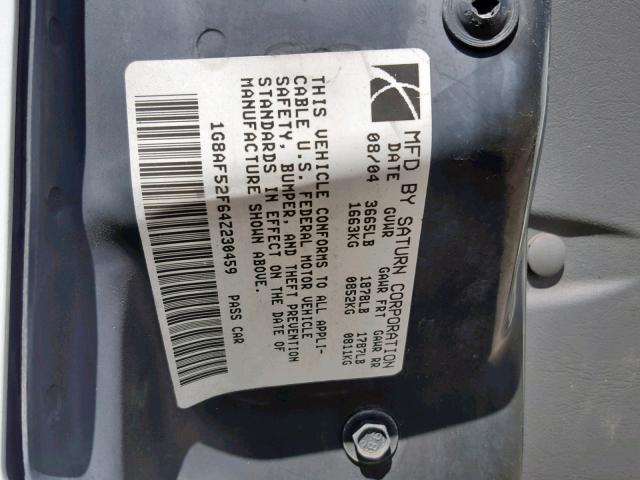 MFD BY SATURN CORPORATION
DATE GVWR GAWR FRT GAWR RR
08/04 3665LB 1878LB 1787LB
1663KG 0852KG 0811KG
THIS VEHICLE CONFORMS TO ALL APPLI-
CABLE U.S. FEDERAL MOTOR VEHICLE
SAFETY, BUMPER, AND THEFT PREVENTION
STANDARDS IN EFFECT ON THE DATE OF
MANUFACTURE SHOWN ABOVE.
1G8AF52F64Z230459 PASS CAR